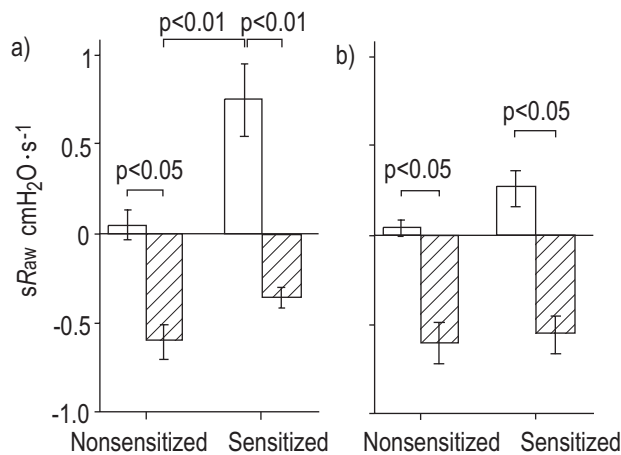 p<0.01 p<0.01
a) 1 b)
sRaw cmH₂O·s⁻¹
0.5
p<0.05
p<0.05
p<0.05
0
-0.5
-1.0
Nonsensitized Sensitized Nonsensitized Sensitized